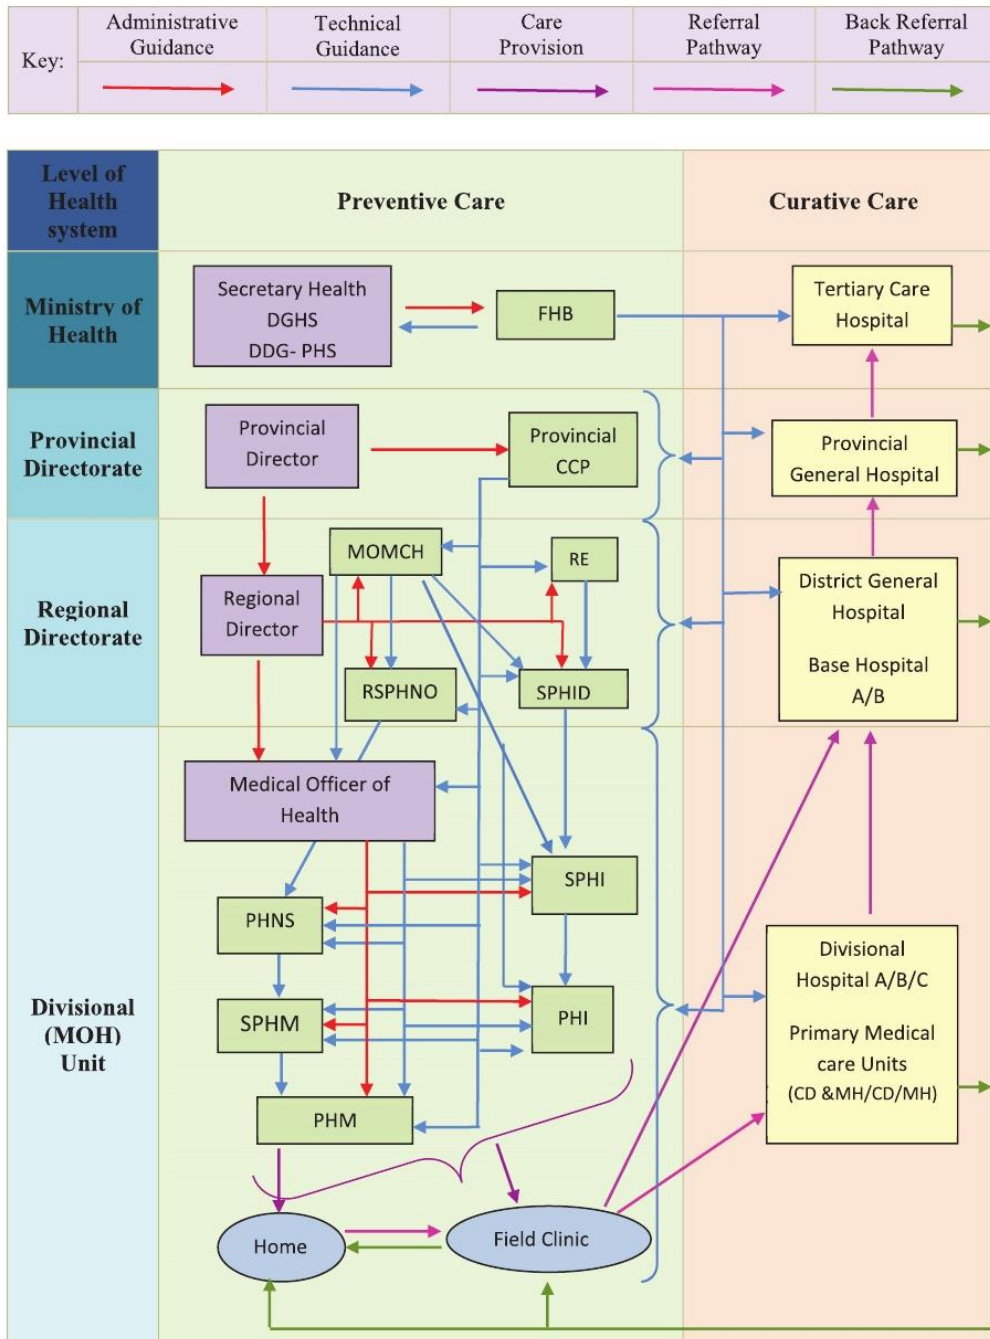 Key:
Administrative
Guidance
Technical
Guidance
Care
Provision
Referral
Pathway
Back Referral
Pathway
Level of
Health
system
Preventive Care
Curative Care
Ministry of
Health
Secretary Health
DGHS
DDG- PHS
FHB
Tertiary Care
Hospital
Provincial
Directorate
Provincial
Director
Provincial
CCP
Provincial
General Hospital
Regional
Directorate
MOMCH
RE
Regional
Director
RSPHNO
SPHID
District General
Hospital
Base Hospital
A/B
Divisional
(MOH)
Unit
Medical Officer of
Health
SPHI
PHNS
SPHM
PHI
PHM
Divisional
Hospital A/B/C
Primary Medical
care Units
(CD &MH/CD/MH)
Home
Field Clinic